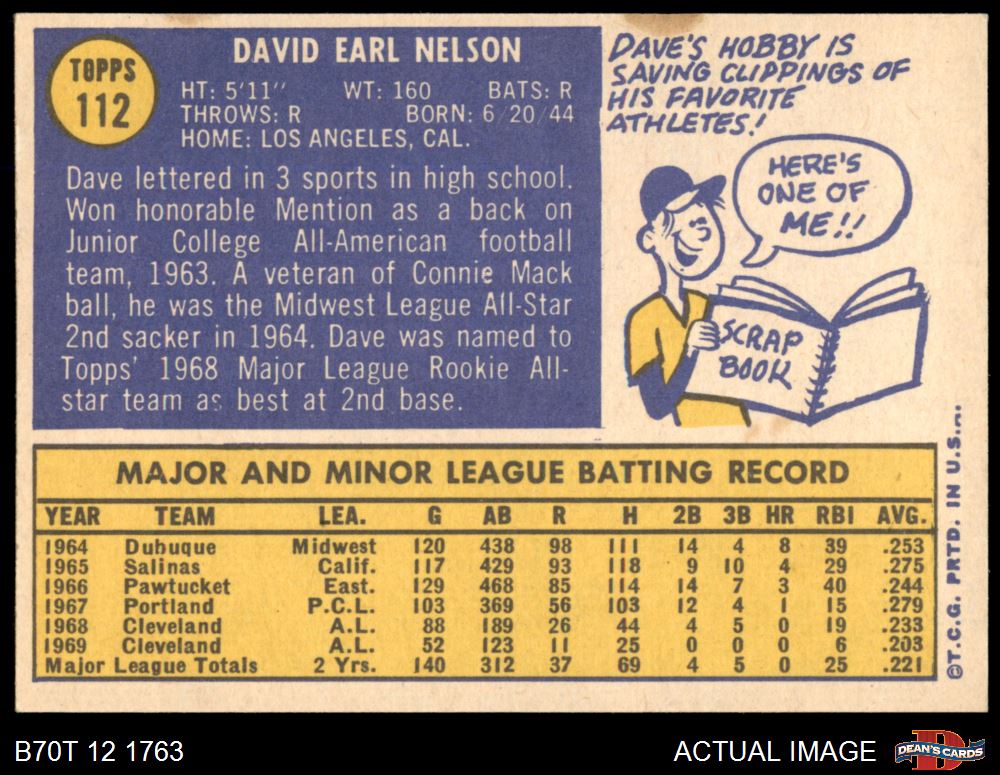 TOPPS
112
DAVID EARL NELSON
HT: 5'11" WT: 160 BATS: R
THROWS: R BORN: 6/20/44
HOME: LOS ANGELES, CAL.
Dave lettered in 3 sports in high school.
Won honorable Mention as a back on
Junior College All-American football
team, 1963. A veteran of Connie Mack
ball, he was the Midwest League All-Star
2nd sacker in 1964. Dave was named to
Topps' 1968 Major League Rookie All-
star team as best at 2nd base.
DAVE'S HOBBY IS
SAVING CLIPPINGS OF
HIS FAVORITE
ATHLETES!
HERE'S
ONE OF
ME!!
SCRAP
BOOK
MAJOR AND MINOR LEAGUE BATTING RECORD
YEAR TEAM LEA. G AB R H 2B 3B HR RBI AVG.
1964 Dubuque Midwest 120 438 98 111 14 4 8 39 .253
1965 Salinas Calif. 117 429 93 118 9 10 4 29 .275
1966 Pawtucket East. 129 468 85 114 14 7 3 40 .244
1967 Portland P.C.L. 103 369 56 103 12 4 1 15 .279
1968 Cleveland A.L. 88 189 26 44 4 5 0 19 .233
1969 Cleveland A.L. 52 123 11 25 0 0 0 6 .203
Major League Totals 2 Yrs. 140 312 37 69 4 5 0 25 .221
©T.C.G. PRTD. IN U.S.A.
B70T 12 1763
ACTUAL IMAGE
DEAN'S CARDS